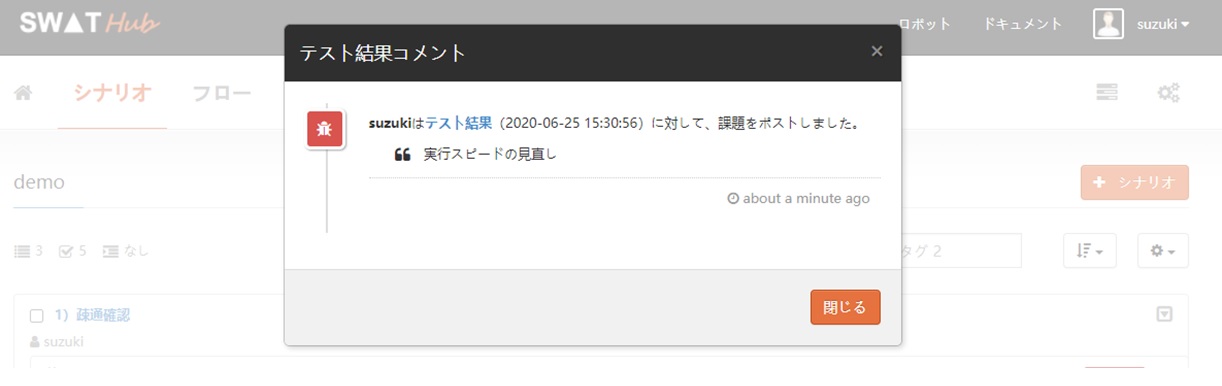 SWAT Hub
ロボット ドキュメント suzuki
テスト結果コメント ×
シナリオ フロー
suzukiはテスト結果（2020-06-25 15:30:56）に対して、課題をポストしました。
実行スピードの見直し
demo
シナリオ
about a minute ago
3 5 なし
タグ 2
閉じる
1）疎通確認
suzuki